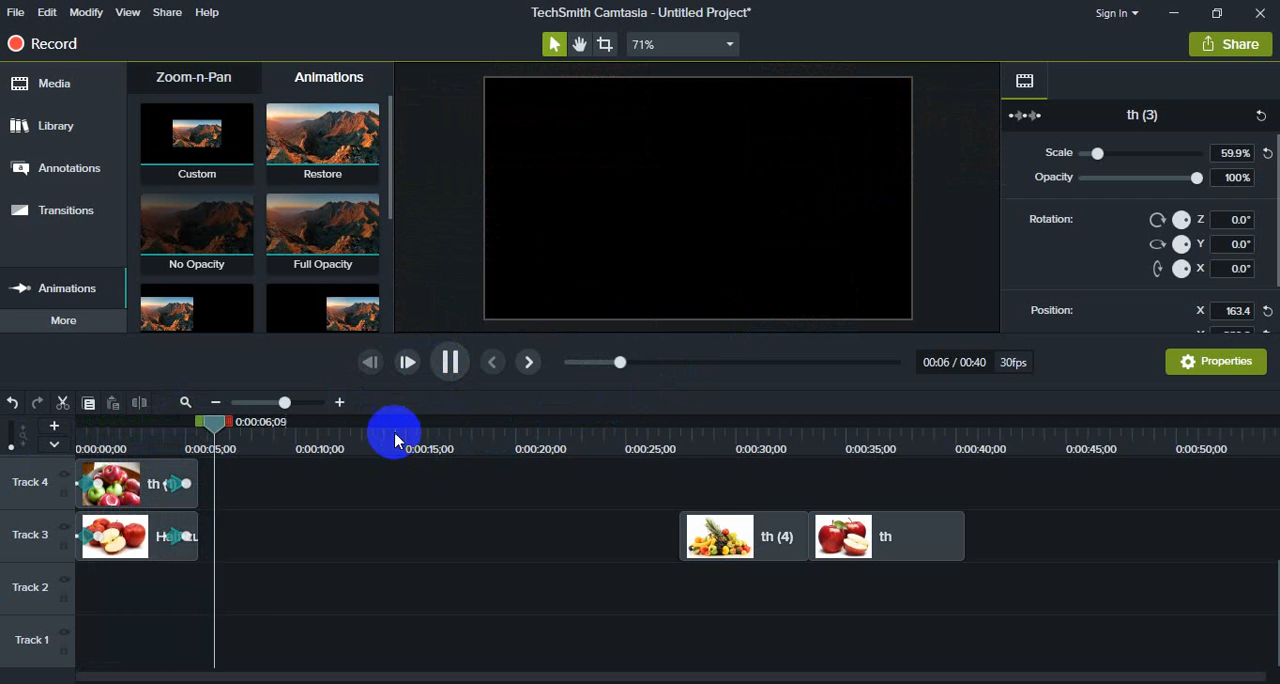 File Edit Modify View Share Help
TechSmith Camtasia - Untitled Project*
Sign In
Record
71%
Share
Media
Library
Annotations
Transitions
Animations
More
Zoom-n-Pan
Animations
Custom
Restore
No Opacity
Full Opacity
th (3)
Scale 59.9%
Opacity 100%
Rotation: Z 0.0°
Y 0.0°
X 0.0°
Position: X 163.4
00:06 / 00:40 30fps
Properties
0:00:06;09
0:00:00;00 0:00:05;00 0:00:10;00 0:00:15;00 0:00:20;00 0:00:25;00 0:00:30;00 0:00:35;00 0:00:40;00 0:00:45;00 0:00:50;00
Track 4
th
Track 3
th (4)
th
Track 2
Track 1